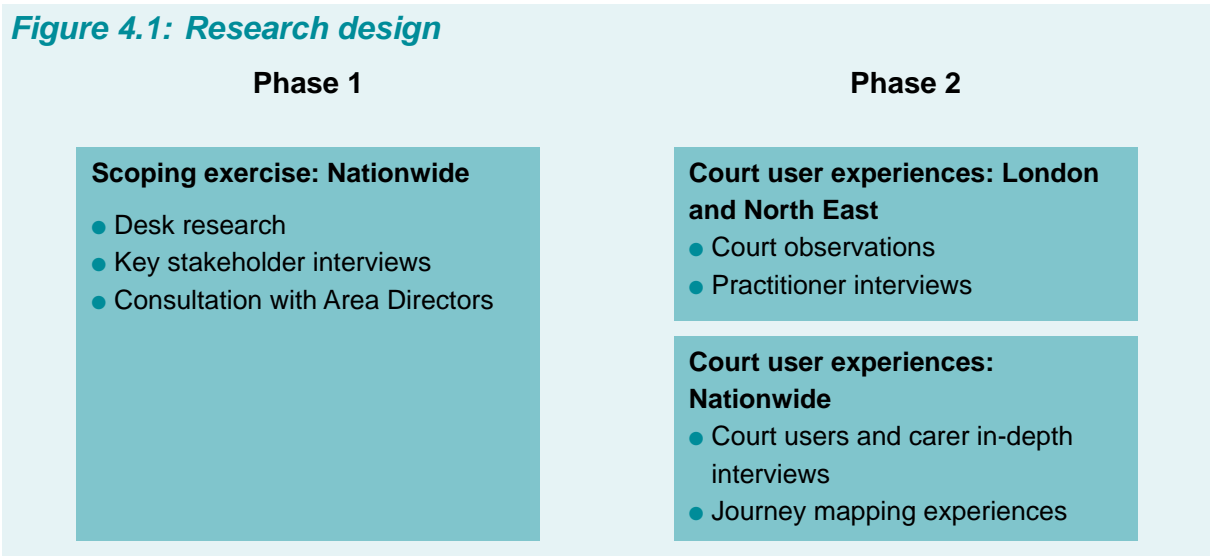 Figure 4.1: Research design
Phase 1
Scoping exercise: Nationwide
● Desk research
● Key stakeholder interviews
● Consultation with Area Directors
Phase 2
Court user experiences: London
and North East
● Court observations
● Practitioner interviews
Court user experiences:
Nationwide
● Court users and carer in-depth
interviews
● Journey mapping experiences